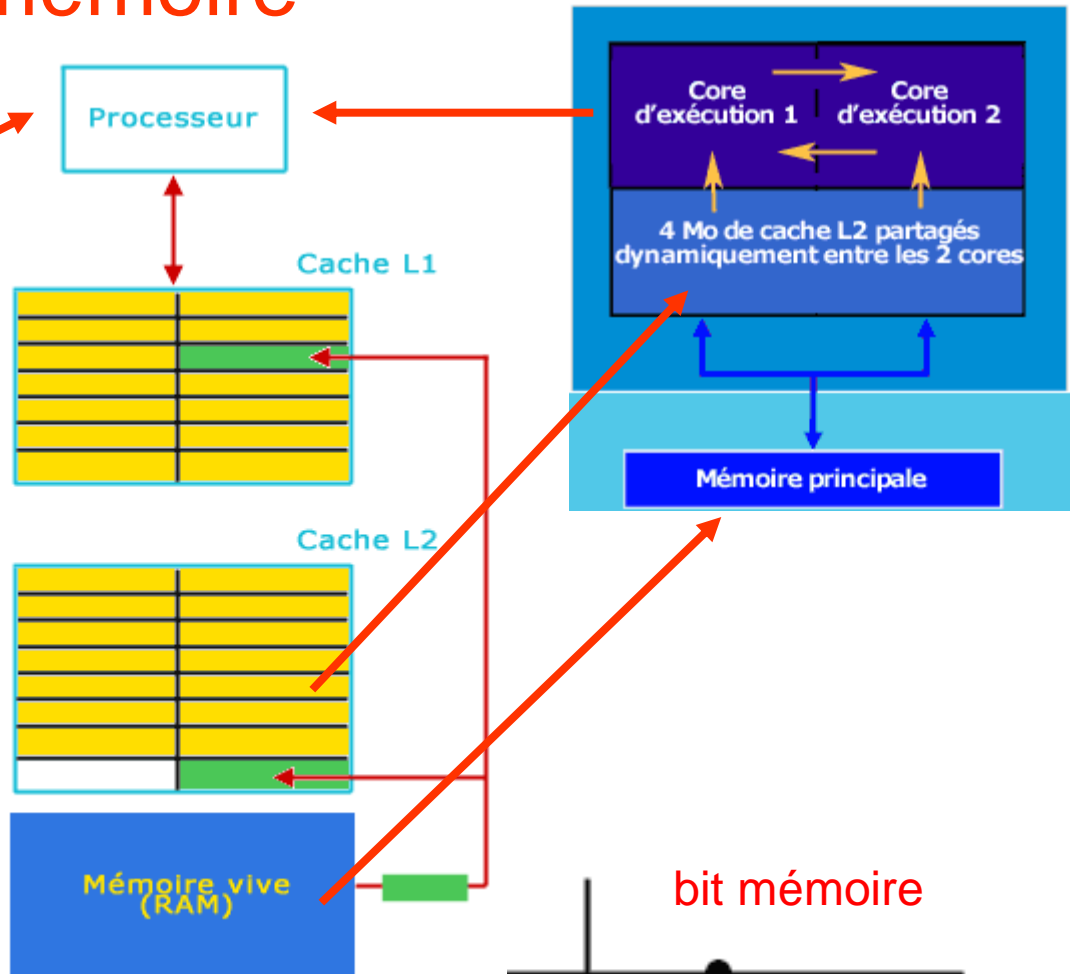 mémoire
Processeur
Core
d'exécution 1
Core
d'exécution 2
4 Mo de cache L2 partagés
dynamiquement entre les 2 cores
Cache L1
Mémoire principale
Cache L2
Mémoire vive
(RAM)
bit mémoire